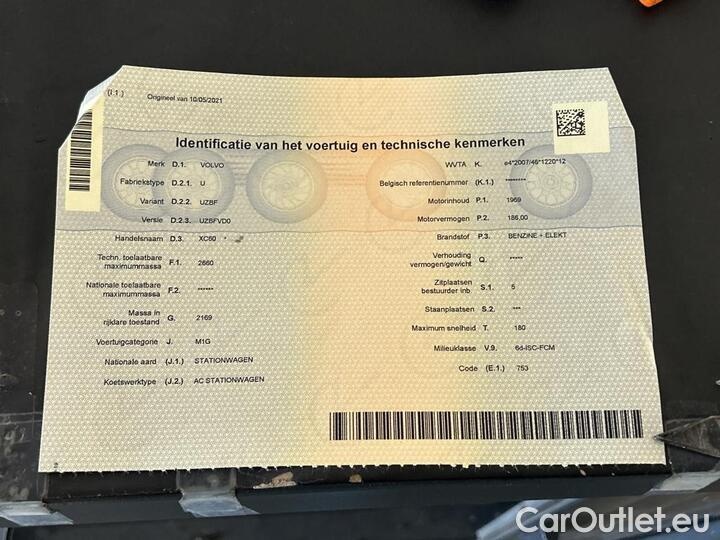 (I.1.) Origineel van 10/05/2021
Identificatie van het voertuig en technische kenmerken
Merk D.1. VOLVO
Fabriekstype D.2.1. U
Variant D.2.2. UZBF
Versie D.2.3. UZBFVD0
Handelsnaam D.3. XC60 +
Techn. toelaatbare
maximummassa F.1. 2660
Nationale toelaatbare
maximummassa F.2. ******
Massa in
rijklare toestand G. 2169
Voertuigcategorie J. M1G
Nationale aard (J.1.) STATIONWAGEN
Koetswerktype (J.2.) AC STATIONWAGEN
WVTA K. e4*2007/46*1220*12
Belgisch referentienummer (K.1.) ********
Motorinhoud P.1. 1969
Motorvermogen P.2. 186,00
Brandstof P.3. BENZINE + ELEKT
Verhouding
vermogen/gewicht Q. *****
Zitplaatsen
bestuurder inb. S.1. 5
Staanplaatsen S.2. ***
Maximum snelheid T. 180
Milieuklasse V.9. 6d-ISC-FCM
Code (E.1.) 753
CarOutlet.eu